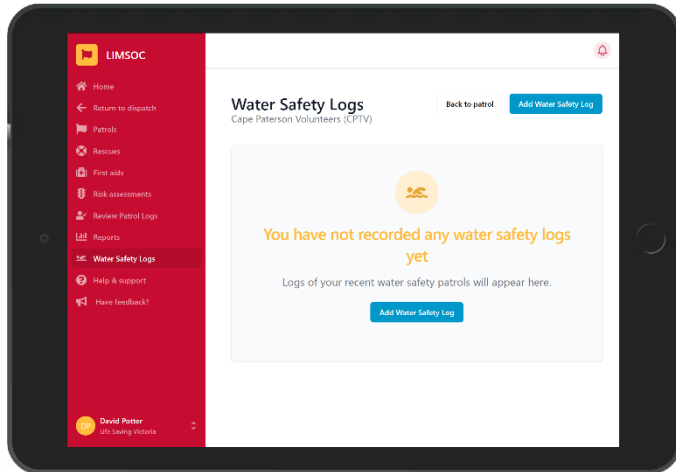 LIMSOC
Home
Return to dispatch
Patrols
Rescues
First aids
Risk assessments
Review Patrol Logs
Reports
Water Safety Logs
Help & support
Have feedback?
DP
David Potter
Life Saving Victoria
Water Safety Logs
Cape Paterson Volunteers (CPTV)
Back to patrol
Add Water Safety Log
You have not recorded any water safety logs
yet
Logs of your recent water safety patrols will appear here.
Add Water Safety Log